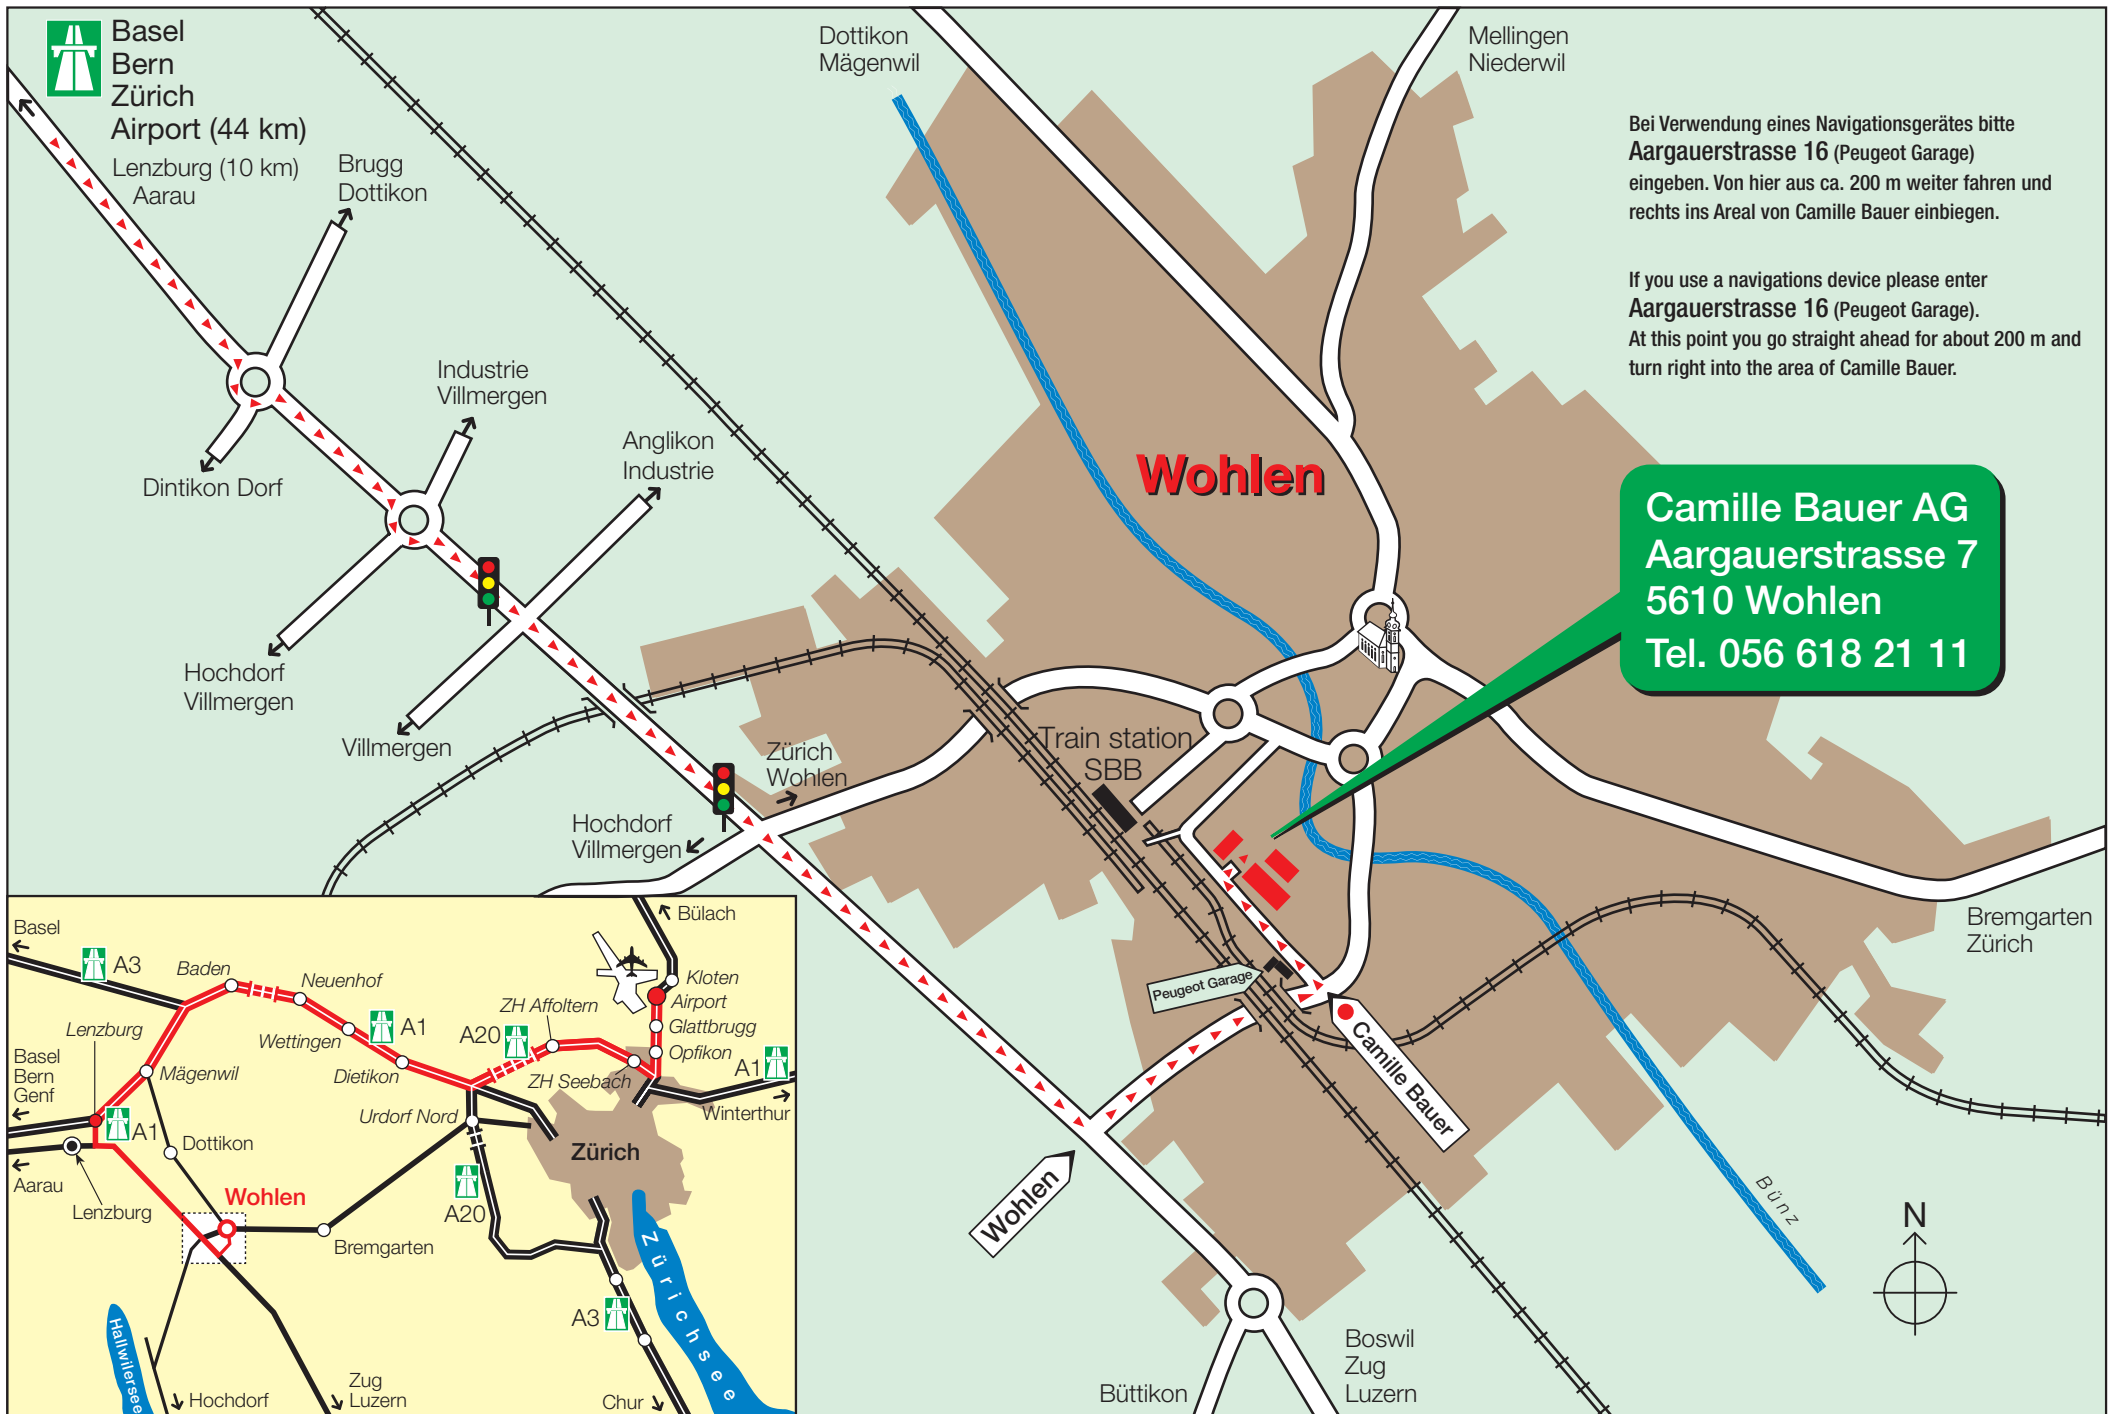 Basel
Bern
Zürich
Airport (44 km)
Lenzburg (10 km)
Aarau
Brugg
Dottikon
Dottikon
Mägenwil
Mellingen
Niederwil
Bei Verwendung eines Navigationsgerätes bitte
Aargauerstrasse 16 (Peugeot Garage)
eingeben. Von hier aus ca. 200 m weiter fahren und
rechts ins Areal von Camille Bauer einbiegen.
If you use a navigations device please enter
Aargauerstrasse 16 (Peugeot Garage).
At this point you go straight ahead for about 200 m and
turn right into the area of Camille Bauer.
Industrie
Villmergen
Anglikon
Industrie
Dintikon Dorf
Wohlen
Camille Bauer AG
Aargauerstrasse 7
5610 Wohlen
Tel. 056 618 21 11
Hochdorf
Villmergen
Villmergen
Zürich
Wohlen
Train station
SBB
Hochdorf
Villmergen
Bremgarten
Zürich
Peugeot Garage
Camille Bauer
Wohlen
Bünz
N
Büttikon
Boswil
Zug
Luzern
Basel
A3
Baden
Neuenhof
Bülach
Kloten
Airport
Glattbrugg
Opfikon
ZH Affoltern
A20
A1
Lenzburg
Wettingen
Dietikon
ZH Seebach
A1
Winterthur
Basel
Bern
Genf
Mägenwil
Urdorf Nord
A1
Dottikon
Zürich
Aarau
Lenzburg
Wohlen
A20
Bremgarten
Zürichsee
A3
Hallwilersee
Hochdorf
Zug
Luzern
Chur